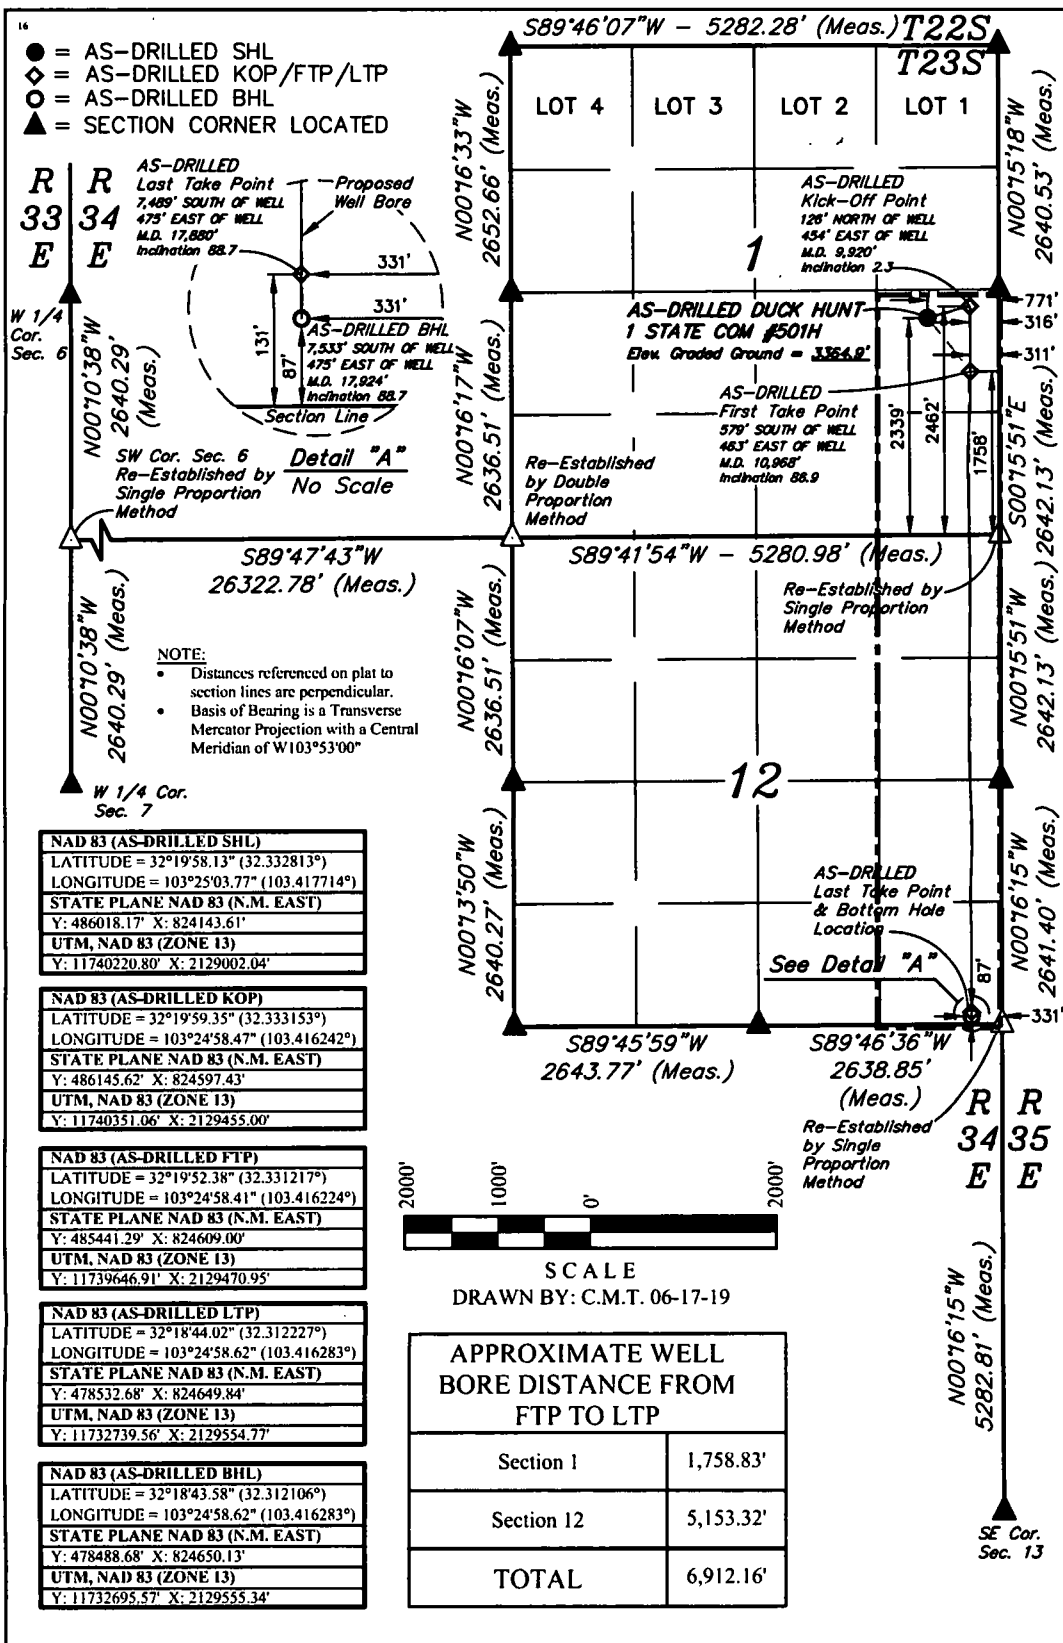 16
● = AS-DRILLED SHL
◇ = AS-DRILLED KOP/FTP/LTP
○ = AS-DRILLED BHL
▲ = SECTION CORNER LOCATED
S89°46'07"W – 5282.28' (Meas.)
T22S
T23S
LOT 4
LOT 3
LOT 2
LOT 1
N00°16'33"W
2652.66' (Meas.)
N00°15'18"W
2640.53' (Meas.)
R R
33 34
E E
AS-DRILLED
Last Take Point
7,489' SOUTH OF WELL
475' EAST OF WELL
M.D. 17,880'
Inclination 88.7
Proposed
Well Bore
331'
331'
131'
87'
AS-DRILLED BHL
7,533' SOUTH OF WELL
475' EAST OF WELL
M.D. 17,924'
Inclination 88.7
Section Line
Detail "A"
No Scale
W 1/4
Cor.
Sec. 6
N00°10'38"W
2640.29'
(Meas.)
SW Cor. Sec. 6
Re-Established by
Single Proportion
Method
AS-DRILLED
Kick-Off Point
126' NORTH OF WELL
454' EAST OF WELL
M.D. 9,920'
Inclination 2.3
1
771'
316'
311'
AS-DRILLED DUCK HUNT
1 STATE COM #501H
Elev. Graded Ground = 3364.9'
AS-DRILLED
First Take Point
579' SOUTH OF WELL
463' EAST OF WELL
M.D. 10,968'
Inclination 86.9
2339'
2462'
1758'
N00°16'17"W
2636.51' (Meas.)
S00°15'51"E
2642.13' (Meas.)
Re-Established
by Double
Proportion
Method
S89°47'43"W
26322.78' (Meas.)
S89°41'54"W – 5280.98' (Meas.)
Re-Established by
Single Proportion
Method
N00°10'38"W
2640.29' (Meas.)
NOTE:
• Distances referenced on plat to
section lines are perpendicular.
• Basis of Bearing is a Transverse
Mercator Projection with a Central
Meridian of W103°53'00"
N00°16'07"W
2636.51' (Meas.)
N00°15'51"W
2642.13' (Meas.)
W 1/4 Cor.
Sec. 7
12
N00°13'50"W
2640.27' (Meas.)
N00°16'15"W
2641.40' (Meas.)
AS-DRILLED
Last Take Point
& Bottom Hole
Location
See Detail "A"
87'
331'
S89°45'59"W
2643.77' (Meas.)
S89°46'36"W
2638.85'
(Meas.)
Re-Established
by Single
Proportion
Method
R R
34 35
E E
NAD 83 (AS-DRILLED SHL)
LATITUDE = 32°19'58.13" (32.332813°)
LONGITUDE = 103°25'03.77" (103.417714°)
STATE PLANE NAD 83 (N.M. EAST)
Y: 486018.17' X: 824143.61'
UTM, NAD 83 (ZONE 13)
Y: 11740220.80' X: 2129002.04'
NAD 83 (AS-DRILLED KOP)
LATITUDE = 32°19'59.35" (32.333153°)
LONGITUDE = 103°24'58.47" (103.416242°)
STATE PLANE NAD 83 (N.M. EAST)
Y: 486145.62' X: 824597.43'
UTM, NAD 83 (ZONE 13)
Y: 11740351.06' X: 2129455.00'
NAD 83 (AS-DRILLED FTP)
LATITUDE = 32°19'52.38" (32.331217°)
LONGITUDE = 103°24'58.41" (103.416224°)
STATE PLANE NAD 83 (N.M. EAST)
Y: 485441.29' X: 824609.00'
UTM, NAD 83 (ZONE 13)
Y: 11739646.91' X: 2129470.95'
NAD 83 (AS-DRILLED LTP)
LATITUDE = 32°18'44.02" (32.312227°)
LONGITUDE = 103°24'58.62" (103.416283°)
STATE PLANE NAD 83 (N.M. EAST)
Y: 478532.68' X: 824649.84'
UTM, NAD 83 (ZONE 13)
Y: 11732739.56' X: 2129554.77'
NAD 83 (AS-DRILLED BHL)
LATITUDE = 32°18'43.58" (32.312106°)
LONGITUDE = 103°24'58.62" (103.416283°)
STATE PLANE NAD 83 (N.M. EAST)
Y: 478488.68' X: 824650.13'
UTM, NAD 83 (ZONE 13)
Y: 11732695.57' X: 2129555.34'
2000' 1000' 0' 2000'
SCALE
DRAWN BY: C.M.T. 06-17-19
APPROXIMATE WELL
BORE DISTANCE FROM
FTP TO LTP
Section 1 1,758.83'
Section 12 5,153.32'
TOTAL 6,912.16'
N00°16'15"W
5282.81' (Meas.)
SE Cor.
Sec. 13